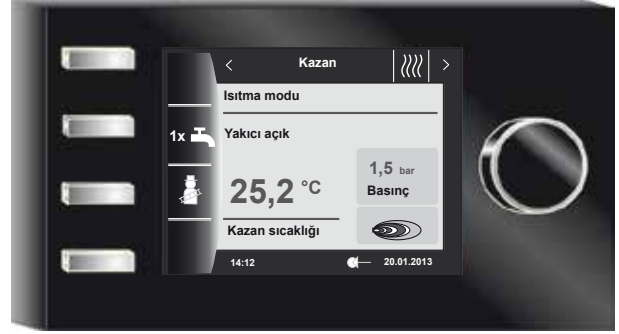 Kazan
Isıtma modu
1x
Yakıcı açık
1,5 bar
Basınç
25,2 °C
Kazan sıcaklığı
14:12
20.01.2013